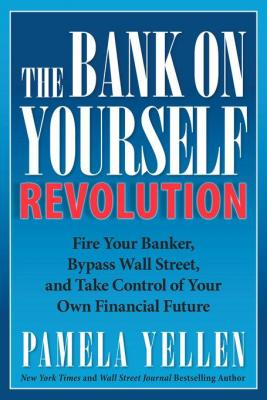 THE BANK ON
YOURSELF
REVOLUTION
Fire Your Banker,
Bypass Wall Street,
and Take Control of Your
Own Financial Future
PAMELA YELLEN
New York Times and Wall Street Journal Bestselling Author